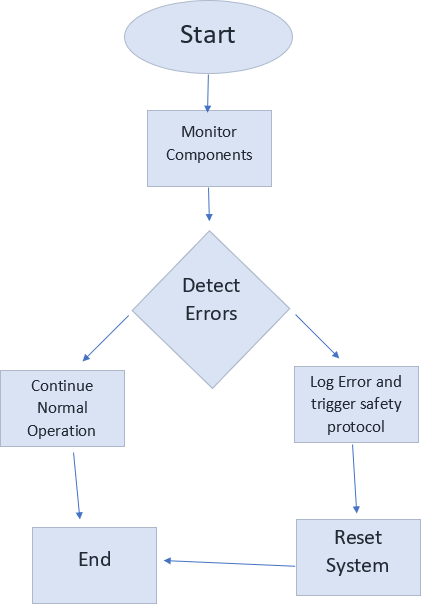 Start
Monitor
Components
Detect
Errors
Continue
Normal
Operation
Log Error and
trigger safety
protocol
End
Reset
System